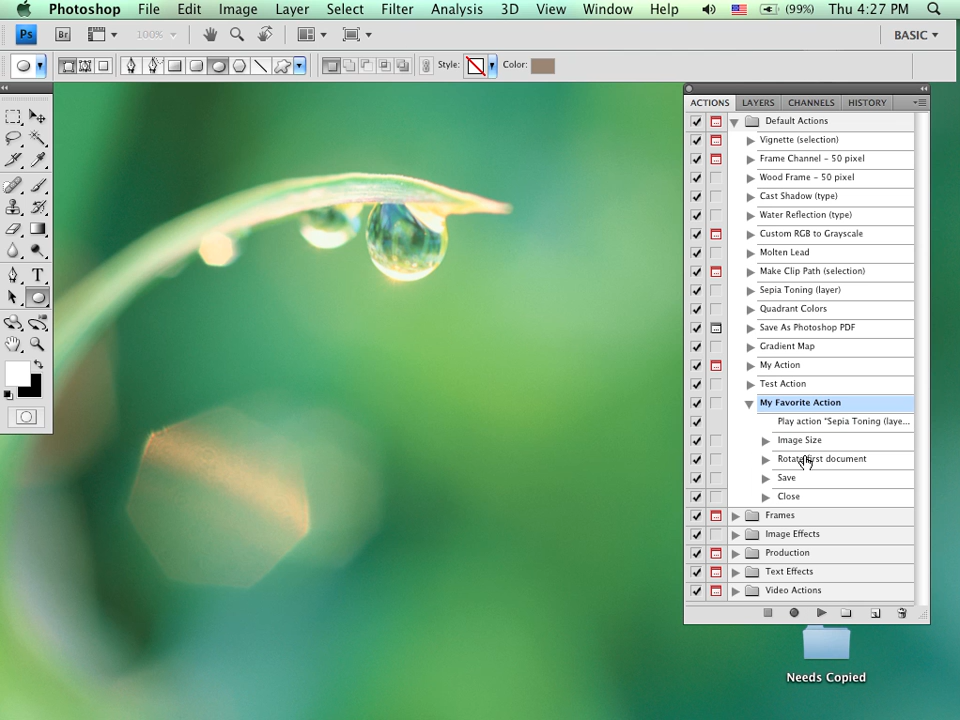 Photoshop File Edit Image Layer Select Filter Analysis 3D View Window Help (99%) Thu 4:27 PM
Ps Br 100% BASIC
Style: Color:
ACTIONS LAYERS CHANNELS HISTORY
Default Actions
Vignette (selection)
Frame Channel - 50 pixel
Wood Frame - 50 pixel
Cast Shadow (type)
Water Reflection (type)
Custom RGB to Grayscale
Molten Lead
Make Clip Path (selection)
Sepia Toning (layer)
Quadrant Colors
Save As Photoshop PDF
Gradient Map
My Action
Test Action
My Favorite Action
Play action "Sepia Toning (laye...
Image Size
Rotate first document
Save
Close
Frames
Image Effects
Production
Text Effects
Video Actions
T
Needs Copied